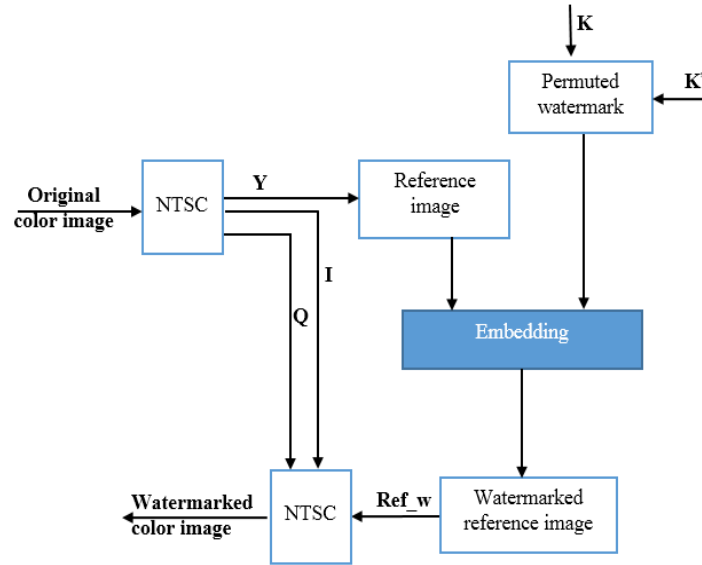 K
Permuted
watermark
K'
Original
color image
NTSC
Y
Reference
image
I
Q
Embedding
Watermarked
color image
NTSC
Ref_w
Watermarked
reference image